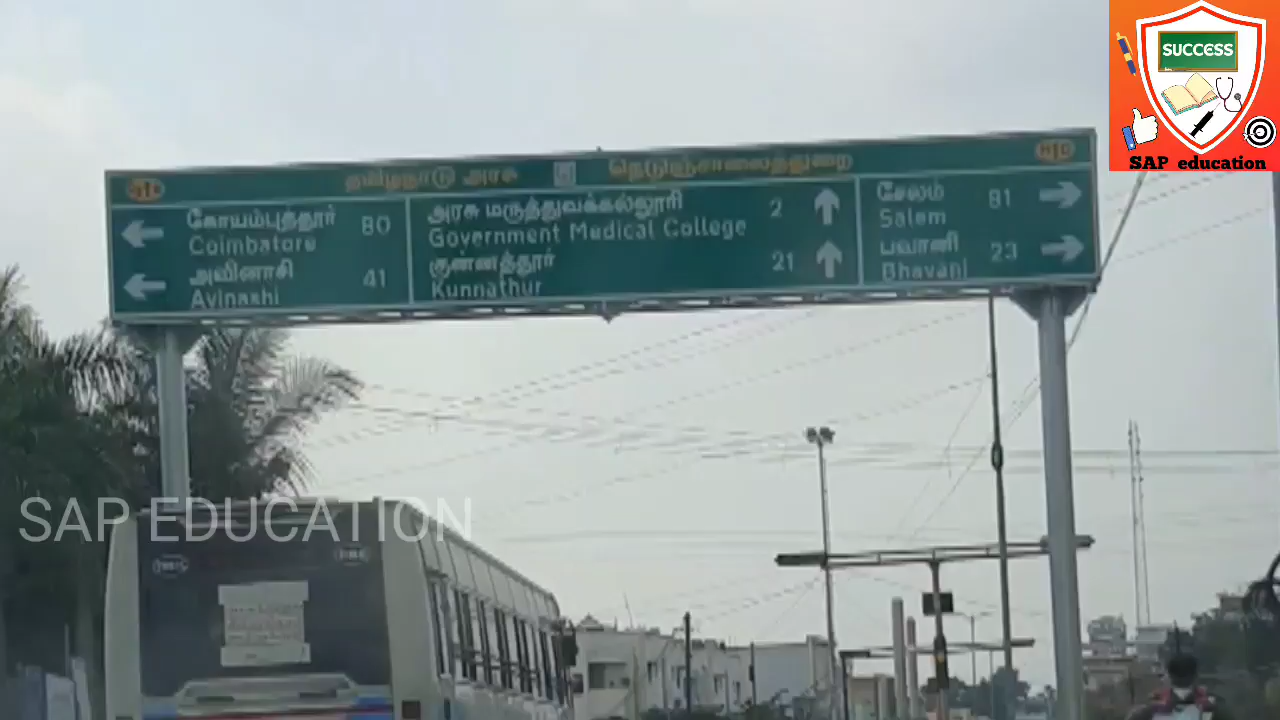 SUCCESS
SAP education
தமிழ்நாடு அரசு நெடுஞ்சாலைத்துறை
கோயம்புத்தூர் 80
Coimbatore
அவினாசி 41
Avinashi
அரசு மருத்துவக்கல்லூரி 2
Government Medical College
குன்னத்தூர் 21
Kunnathur
சேலம் 81
Salem
பவானி 23
Bhavani
SAP EDUCATION